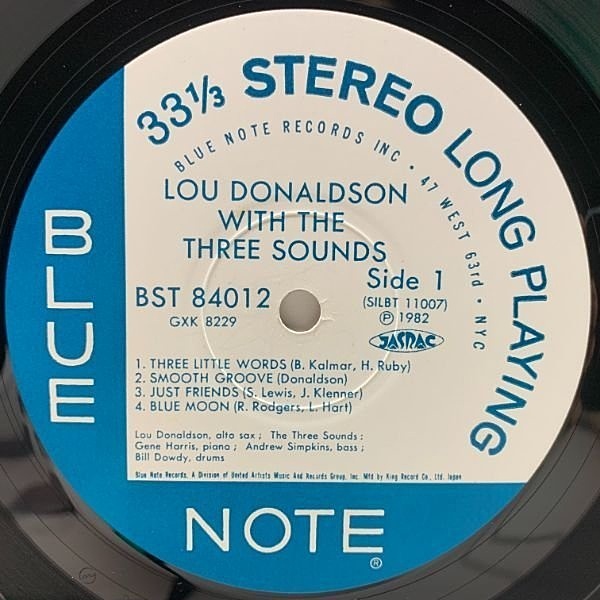 33 1/3 STEREO LONG PLAYING
BLUE NOTE RECORDS INC • 47 WEST 63rd • NYC
LOU DONALDSON
WITH THE
THREE SOUNDS
BST 84012
GXK 8229
Side 1
(SILBT 11007)
℗ 1982
JASRAC
1. THREE LITTLE WORDS (B. Kalmar, H. Ruby)
2. SMOOTH GROOVE (Donaldson)
3. JUST FRIENDS (S. Lewis, J. Klenner)
4. BLUE MOON (R. Rodgers, L. Hart)
Lou Donaldson, alto sax ; The Three Sounds :
Gene Harris, piano ; Andrew Simpkins, bass ;
Bill Dowdy, drums
Blue Note Records, A Division of United Artists Music And Records Group, Inc. Mfd by King Record Co., Ltd. Japan
BLUE
NOTE®